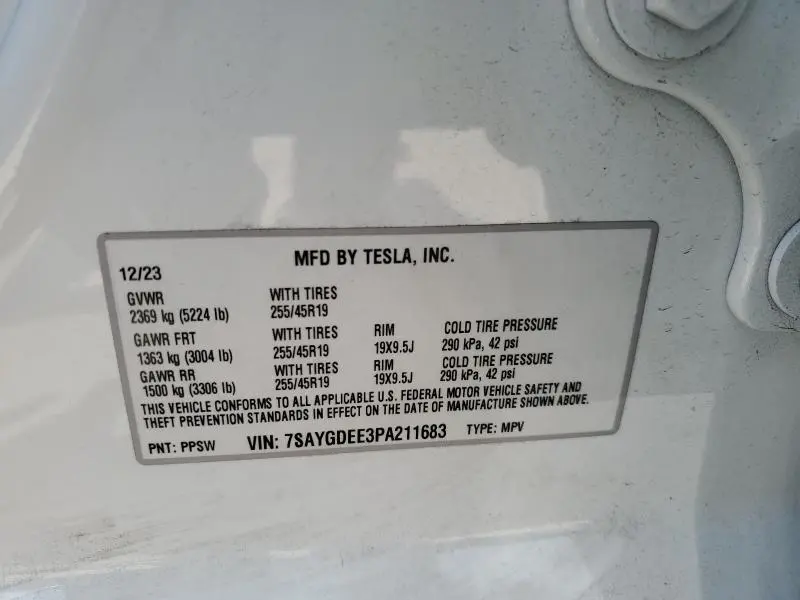 MFD BY TESLA, INC.
12/23
GVWR WITH TIRES
2369 kg (5224 lb) 255/45R19
GAWR FRT WITH TIRES RIM COLD TIRE PRESSURE
1363 kg (3004 lb) 255/45R19 19X9.5J 290 kPa, 42 psi
GAWR RR WITH TIRES RIM COLD TIRE PRESSURE
1500 kg (3306 lb) 255/45R19 19X9.5J 290 kPa, 42 psi
THIS VEHICLE CONFORMS TO ALL APPLICABLE U.S. FEDERAL MOTOR VEHICLE SAFETY AND
THEFT PREVENTION STANDARDS IN EFFECT ON THE DATE OF MANUFACTURE SHOWN ABOVE.
PNT: PPSW VIN: 7SAYGDEE3PA211683 TYPE: MPV